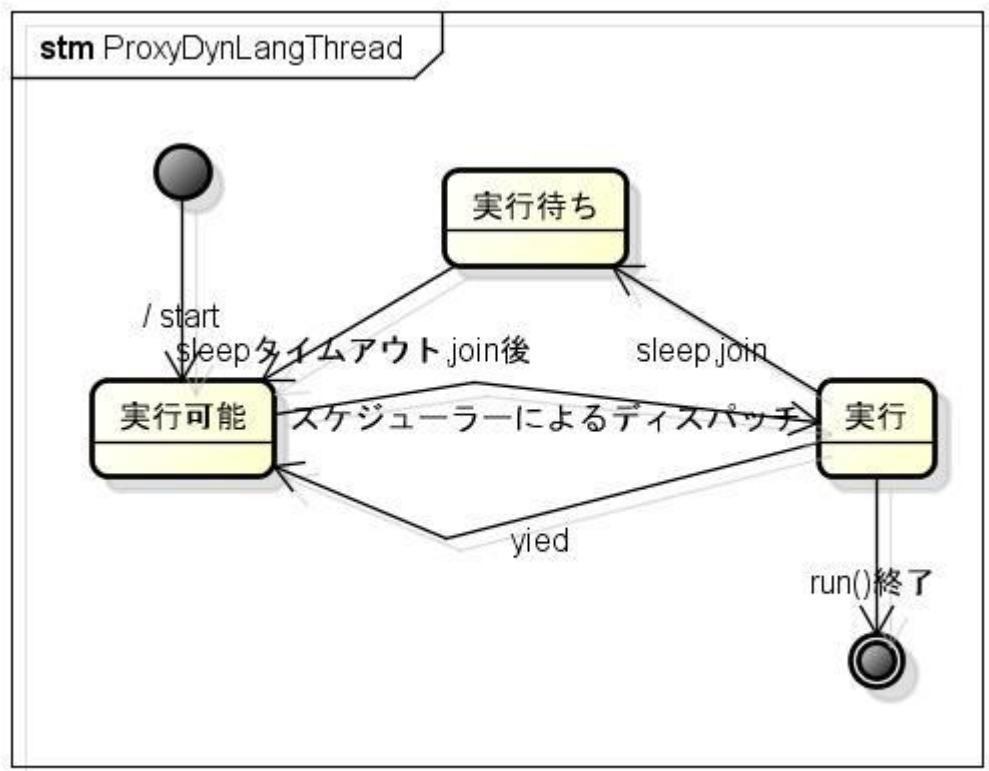 stm ProxyDynLangThread
実行待ち
/ start
sleepタイムアウト,join後
sleep,join
実行可能
スケジューラーによるディスパッチ
実行
yied
run()終了